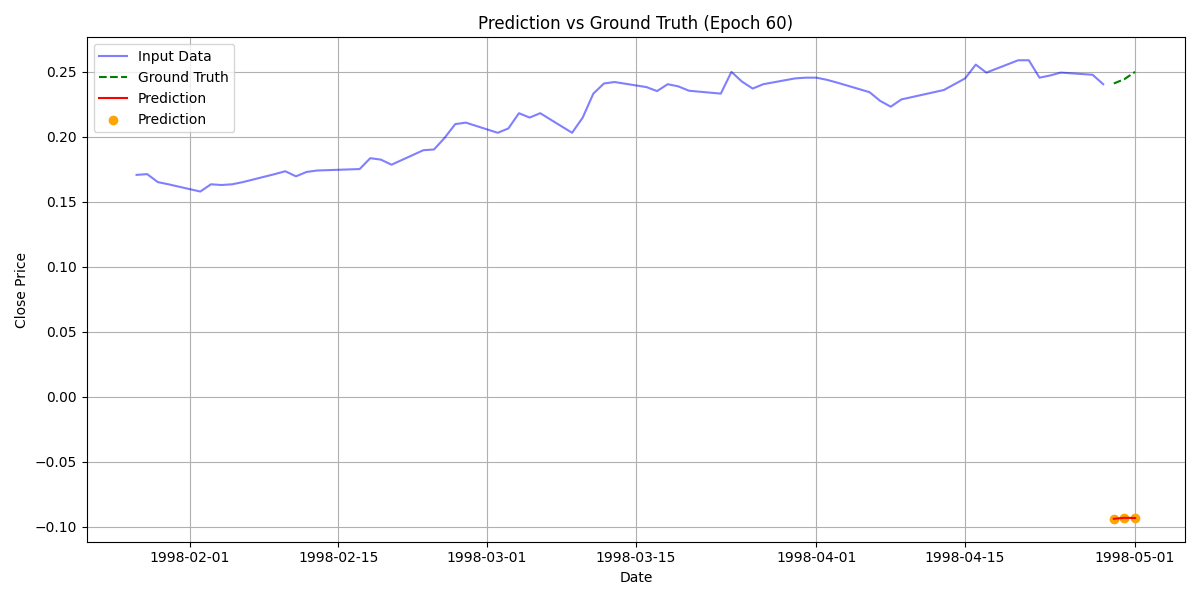 Prediction vs Ground Truth (Epoch 60)
Input Data
Ground Truth
Prediction
Prediction
Close Price
0.25
0.20
0.15
0.10
0.05
0.00
−0.05
−0.10
1998-02-01 1998-02-15 1998-03-01 1998-03-15 1998-04-01 1998-04-15 1998-05-01
Date